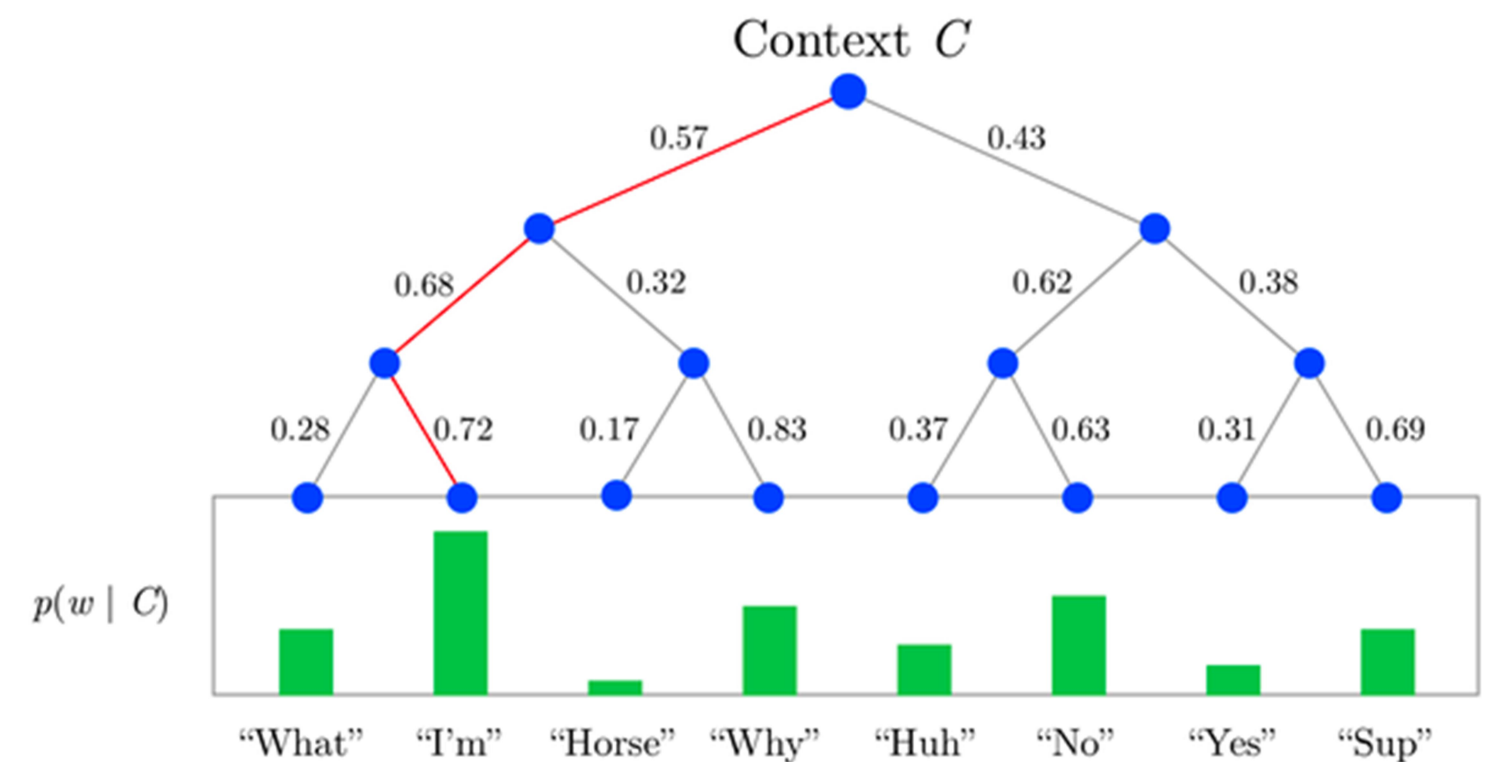 Context C
0.57 0.43
0.68 0.32 0.62 0.38
0.28 0.72 0.17 0.83 0.37 0.63 0.31 0.69
p(w | C)
“What” “I’m” “Horse” “Why” “Huh” “No” “Yes” “Sup”